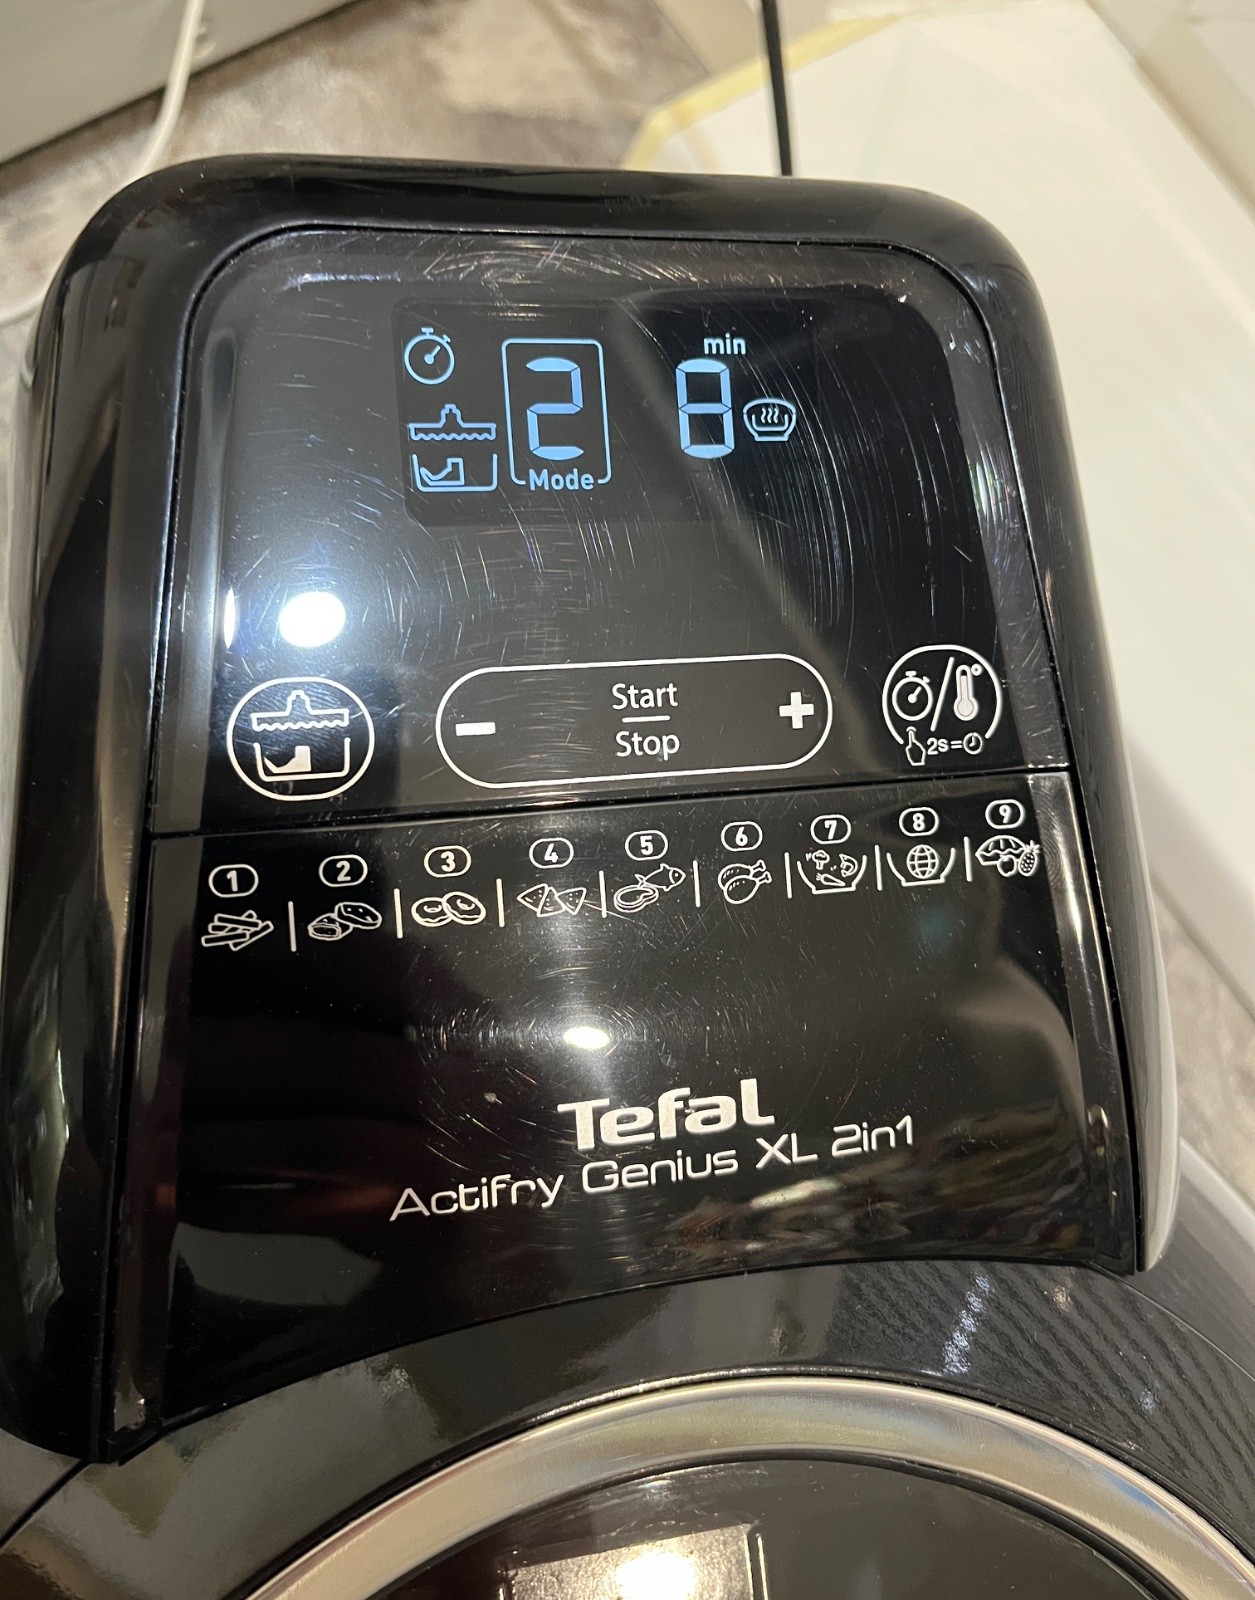 min
2 8
Mode
- Start +
Stop
2s=
1 2 3 4 5 6 7 8 9
Tefal
Actifry Genius XL 2in1